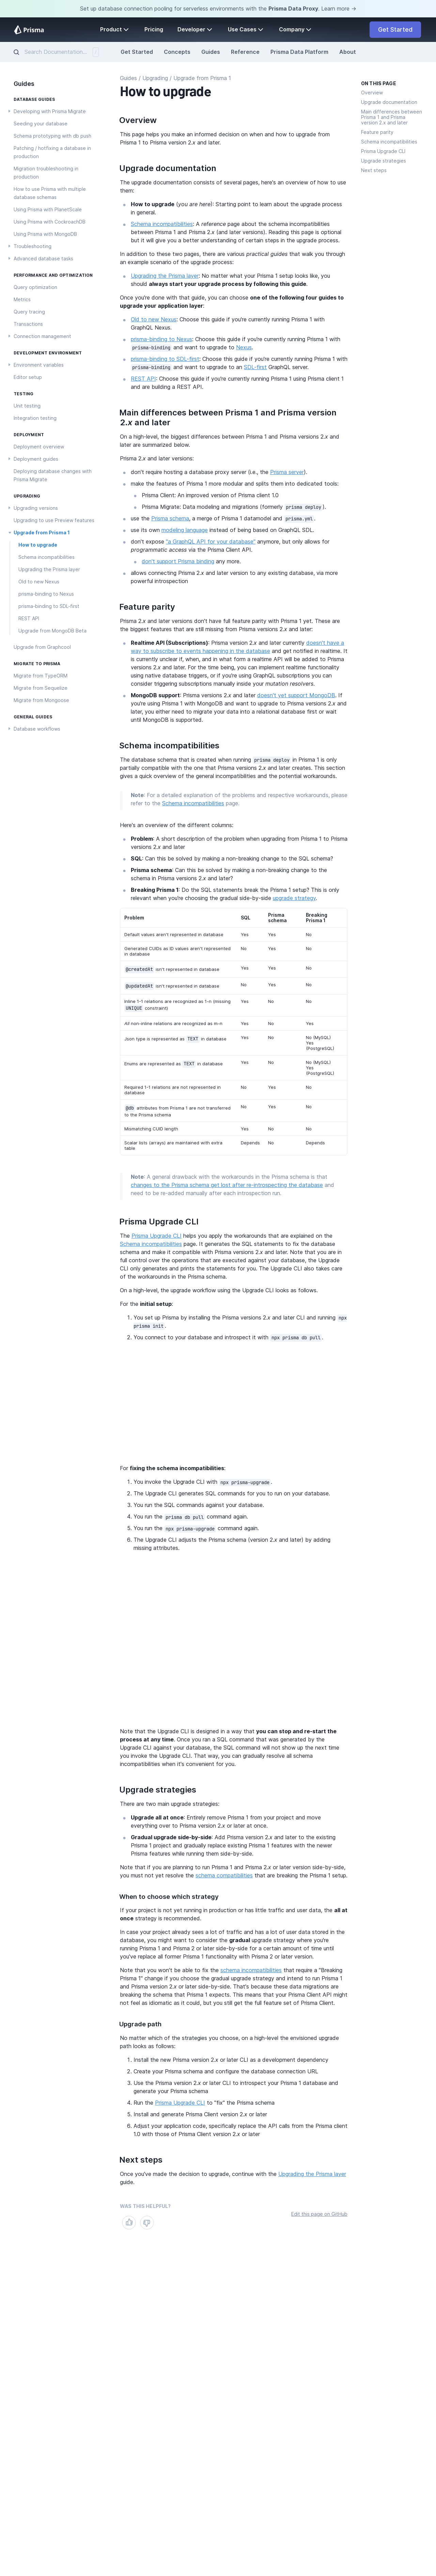 Set up database connection pooling for serverless environments with the Prisma Data Proxy. Learn more →
Prisma
Product
Pricing
Developer
Use Cases
Company
Get Started
Search Documentation...
/
Get Started
Concepts
Guides
Reference
Prisma Data Platform
About
Guides
DATABASE GUIDES
Developing with Prisma Migrate
Seeding your database
Schema prototyping with db push
Patching / hotfixing a database in
production
Migration troubleshooting in
production
How to use Prisma with multiple
database schemas
Using Prisma with PlanetScale
Using Prisma with CockroachDB
Using Prisma with MongoDB
Troubleshooting
Advanced database tasks
PERFORMANCE AND OPTIMIZATION
Query optimization
Metrics
Query tracing
Transactions
Connection management
DEVELOPMENT ENVIRONMENT
Environment variables
Editor setup
TESTING
Unit testing
Integration testing
DEPLOYMENT
Deployment overview
Deployment guides
Deploying database changes with
Prisma Migrate
UPGRADING
Upgrading versions
Upgrading to use Preview features
Upgrade from Prisma 1
How to upgrade
Schema incompatibilities
Upgrading the Prisma layer
Old to new Nexus
prisma-binding to Nexus
prisma-binding to SDL-first
REST API
Upgrade from MongoDB Beta
Upgrade from Graphcool
MIGRATE TO PRISMA
Migrate from TypeORM
Migrate from Sequelize
Migrate from Mongoose
GENERAL GUIDES
Database workflows
Guides / Upgrading / Upgrade from Prisma 1
How to upgrade
Overview
This page helps you make an informed decision on when and how to upgrade from
Prisma 1 to Prisma version 2.x or later.
Upgrade documentation
The upgrade documentation consists of several pages, here's an overview of how to use
them:
How to upgrade (you are here): Starting point to learn about the upgrade process
in general.
Schema incompatibilities: A reference page about the schema incompatibilities
between Prisma 1 and Prisma 2.x (and later versions). Reading this page is optional
but it will give you a better understanding of certain steps in the upgrade process.
In addition to these two pages, there are various practical guides that walk you through
an example scenario of the upgrade process:
Upgrading the Prisma layer: No matter what your Prisma 1 setup looks like, you
should always start your upgrade process by following this guide.
Once you're done with that guide, you can choose one of the following four guides to
upgrade your application layer:
Old to new Nexus: Choose this guide if you're currently running Prisma 1 with
GraphQL Nexus.
prisma-binding to Nexus: Choose this guide if you're currently running Prisma 1 with
prisma-binding and want to upgrade to Nexus.
prisma-binding to SDL-first: Choose this guide if you're currently running Prisma 1 with
prisma-binding and want to upgrade to an SDL-first GraphQL server.
REST API: Choose this guide if you're currently running Prisma 1 using Prisma client 1
and are building a REST API.
Main differences between Prisma 1 and Prisma version
2.x and later
On a high-level, the biggest differences between Prisma 1 and Prisma versions 2.x and
later are summarized below.
Prisma 2.x and later versions:
don't require hosting a database proxy server (i.e., the Prisma server).
make the features of Prisma 1 more modular and splits them into dedicated tools:
Prisma Client: An improved version of Prisma client 1.0
Prisma Migrate: Data modeling and migrations (formerly prisma deploy).
use the Prisma schema, a merge of Prisma 1 datamodel and prisma.yml.
use its own modeling language instead of being based on GraphQL SDL.
don't expose "a GraphQL API for your database" anymore, but only allows for
programmatic access via the Prisma Client API.
don't support Prisma binding any more.
allows connecting Prisma 2.x and later version to any existing database, via more
powerful introspection
Feature parity
Prisma 2.x and later versions don't have full feature parity with Prisma 1 yet. These are
the biggest features that are still missing from Prisma versions 2.x and later:
Realtime API (Subscriptions): Prisma version 2.x and later currently doesn't have a
way to subscribe to events happening in the database and get notified in realtime. It
is currently unclear if, when, and in what form a realtime API will be added to Prisma
versions 2.x and later. For the time being, you can implement realtime functionality
using native database triggers, or if you're using GraphQL subscriptions you can
consider triggering subscriptions manually inside your mutation resolvers.
MongoDB support: Prisma versions 2.x and later doesn't yet support MongoDB. If
you're using Prisma 1 with MongoDB and want to upgrade to Prisma versions 2.x
and later, you might need to migrate your data to a relational database first or wait
until MongoDB is supported.
Schema incompatibilities
The database schema that is created when running prisma deploy in Prisma 1 is only
partially compatible with the one that Prisma versions 2.x and later creates. This section
gives a quick overview of the general incompatibilities and the potential workarounds.
Note: For a detailed explanation of the problems and respective workarounds, please
refer to the Schema incompatibilities page.
Here's an overview of the different columns:
Problem: A short description of the problem when upgrading from Prisma 1 to Prisma
versions 2.x and later
SQL: Can this be solved by making a non-breaking change to the SQL schema?
Prisma schema: Can this be solved by making a non-breaking change to the
schema in Prisma versions 2.x and later?
Breaking Prisma 1: Do the SQL statements break the Prisma 1 setup? This is only
relevant when you're choosing the gradual side-by-side upgrade strategy.
Problem SQL Prisma schema Breaking Prisma 1
Default values aren't represented in database Yes Yes No
Generated CUIDs as ID values aren't represented in database No Yes No
@createdAt isn't represented in database Yes Yes No
@updatedAt isn't represented in database No Yes No
Inline 1-1 relations are recognized as 1-n (missing UNIQUE constraint) Yes No No
All non-inline relations are recognized as m-n Yes No Yes
Json type is represented as TEXT in database Yes No No (MySQL) Yes (PostgreSQL)
Enums are represented as TEXT in database Yes No No (MySQL) Yes (PostgreSQL)
Required 1-1 relations are not represented in database No Yes No
@db attributes from Prisma 1 are not transferred to the Prisma schema No Yes No
Mismatching CUID length Yes No No
Scalar lists (arrays) are maintained with extra table Depends No Depends
Note: A general drawback with the workarounds in the Prisma schema is that
changes to the Prisma schema get lost after re-introspecting the database and
need to be re-added manually after each introspection run.
Prisma Upgrade CLI
The Prisma Upgrade CLI helps you apply the workarounds that are explained on the
Schema incompatibilities page. It generates the SQL statements to fix the database
schema and make it compatible with Prisma versions 2.x and later. Note that you are in
full control over the operations that are executed against your database, the Upgrade
CLI only generates and prints the statements for you. The Upgrade CLI also takes care
of the workarounds in the Prisma schema.
On a high-level, the upgrade workflow using the Upgrade CLI looks as follows.
For the initial setup:
1. You set up Prisma by installing the Prisma versions 2.x and later CLI and running npx
prisma init.
2. You connect to your database and introspect it with npx prisma db pull.
For fixing the schema incompatibilities:
1. You invoke the Upgrade CLI with npx prisma-upgrade.
2. The Upgrade CLI generates SQL commands for you to run on your database.
3. You run the SQL commands against your database.
4. You run the prisma db pull command again.
5. You run the npx prisma-upgrade command again.
6. The Upgrade CLI adjusts the Prisma schema (version 2.x and later) by adding
missing attributes.
Note that the Upgrade CLI is designed in a way that you can stop and re-start the
process at any time. Once you ran a SQL command that was generated by the
Upgrade CLI against your database, the SQL command will not show up the next time
you invoke the Upgrade CLI. That way, you can gradually resolve all schema
incompatibilities when it's convenient for you.
Upgrade strategies
There are two main upgrade strategies:
Upgrade all at once: Entirely remove Prisma 1 from your project and move
everything over to Prisma version 2.x or later at once.
Gradual upgrade side-by-side: Add Prisma version 2.x and later to the existing
Prisma 1 project and gradually replace existing Prisma 1 features with the newer
Prisma features while running them side-by-side.
Note that if you are planning to run Prisma 1 and Prisma 2.x or later version side-by-side,
you must not yet resolve the schema compatibilities that are breaking the Prisma 1 setup.
When to choose which strategy
If your project is not yet running in production or has little traffic and user data, the all at
once strategy is recommended.
In case your project already sees a lot of traffic and has a lot of user data stored in the
database, you might want to consider the gradual upgrade strategy where you're
running Prisma 1 and Prisma 2 or later side-by-side for a certain amount of time until
you've replaced all former Prisma 1 functionality with Prisma 2 or later version.
Note that you won't be able to fix the schema incompatibilities that require a "Breaking
Prisma 1" change if you choose the gradual upgrade strategy and intend to run Prisma 1
and Prisma version 2.x or later side-by-side. That's because these data migrations are
breaking the schema that Prisma 1 expects. This means that your Prisma Client API might
not feel as idiomatic as it could, but you still get the full feature set of Prisma Client.
Upgrade path
No matter which of the strategies you choose, on a high-level the envisioned upgrade
path looks as follows:
1. Install the new Prisma version 2.x or later CLI as a development dependency
2. Create your Prisma schema and configure the database connection URL
3. Use the Prisma version 2.x or later CLI to introspect your Prisma 1 database and
generate your Prisma schema
4. Run the Prisma Upgrade CLI to "fix" the Prisma schema
5. Install and generate Prisma Client version 2.x or later
6. Adjust your application code, specifically replace the API calls from the Prisma client
1.0 with those of Prisma Client version 2.x or later
Next steps
Once you've made the decision to upgrade, continue with the Upgrading the Prisma layer
guide.
WAS THIS HELPFUL?
Edit this page on GitHub
ON THIS PAGE
Overview
Upgrade documentation
Main differences between
Prisma 1 and Prisma
version 2.x and later
Feature parity
Schema incompatibilities
Prisma Upgrade CLI
Upgrade strategies
Next steps